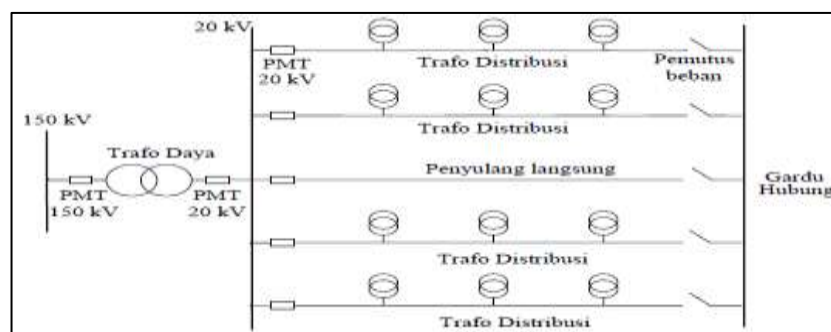 20 kV
PMT
20 kV
Trafo Distribusi
Pemutus
beban
150 kV
Trafo Distribusi
Trafo Daya
PMT
150 kV
PMT
20 kV
Penyulang langsung
Gardu
Hubung
Trafo Distribusi
Trafo Distribusi